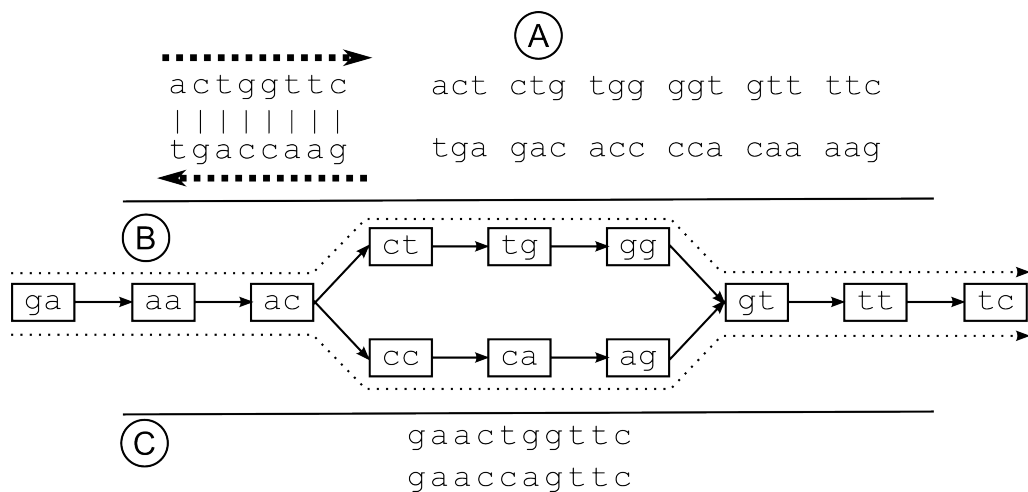 A
actggttc act ctg tgg ggt gtt ttc
tgaccaag tga gac acc cca caa aag
B
ct tg gg
ga aa ac gt tt tc
cc ca ag
C
gaactggttc
gaaccagttc